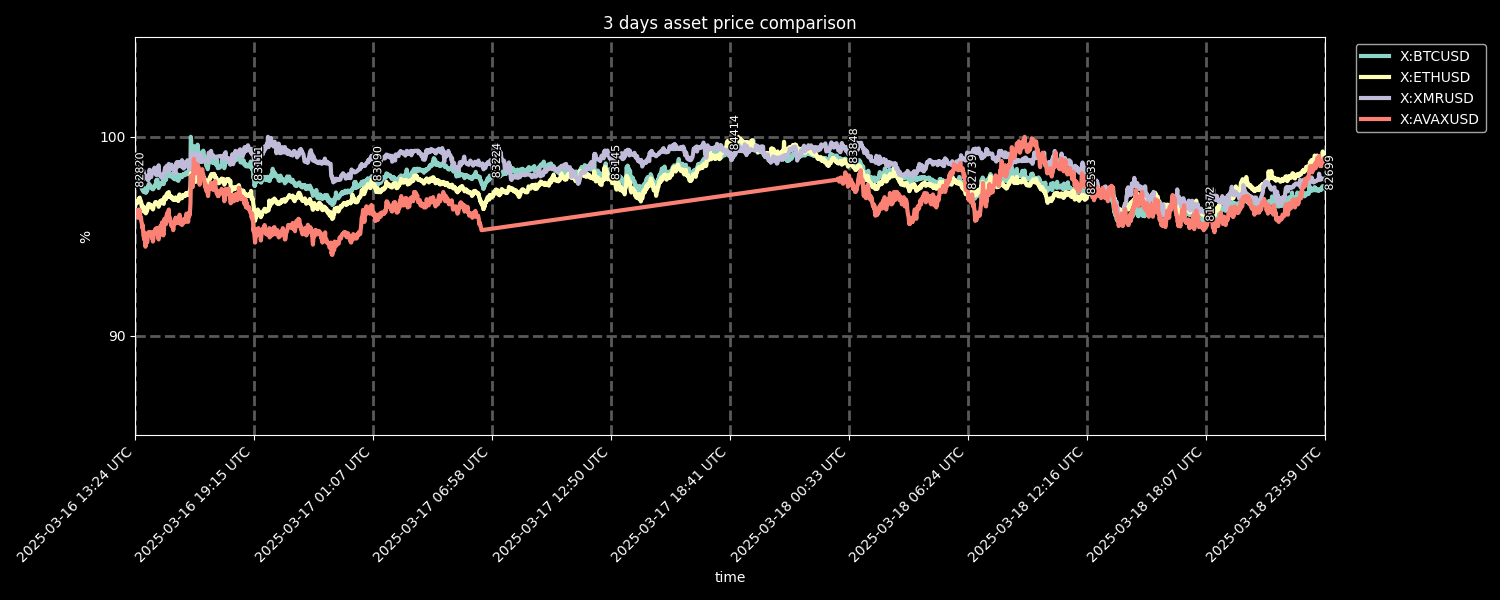 3 days asset price comparison
X:BTCUSD
X:ETHUSD
X:XMRUSD
X:AVAXUSD
100
90
%
82820
83111
83090
83224
83145
84414
83848
82739
82533
81372
82699
2025-03-16 13:24 UTC
2025-03-16 19:15 UTC
2025-03-17 01:07 UTC
2025-03-17 06:58 UTC
2025-03-17 12:50 UTC
2025-03-17 18:41 UTC
2025-03-18 00:33 UTC
2025-03-18 06:24 UTC
2025-03-18 12:16 UTC
2025-03-18 18:07 UTC
2025-03-18 23:59 UTC
time